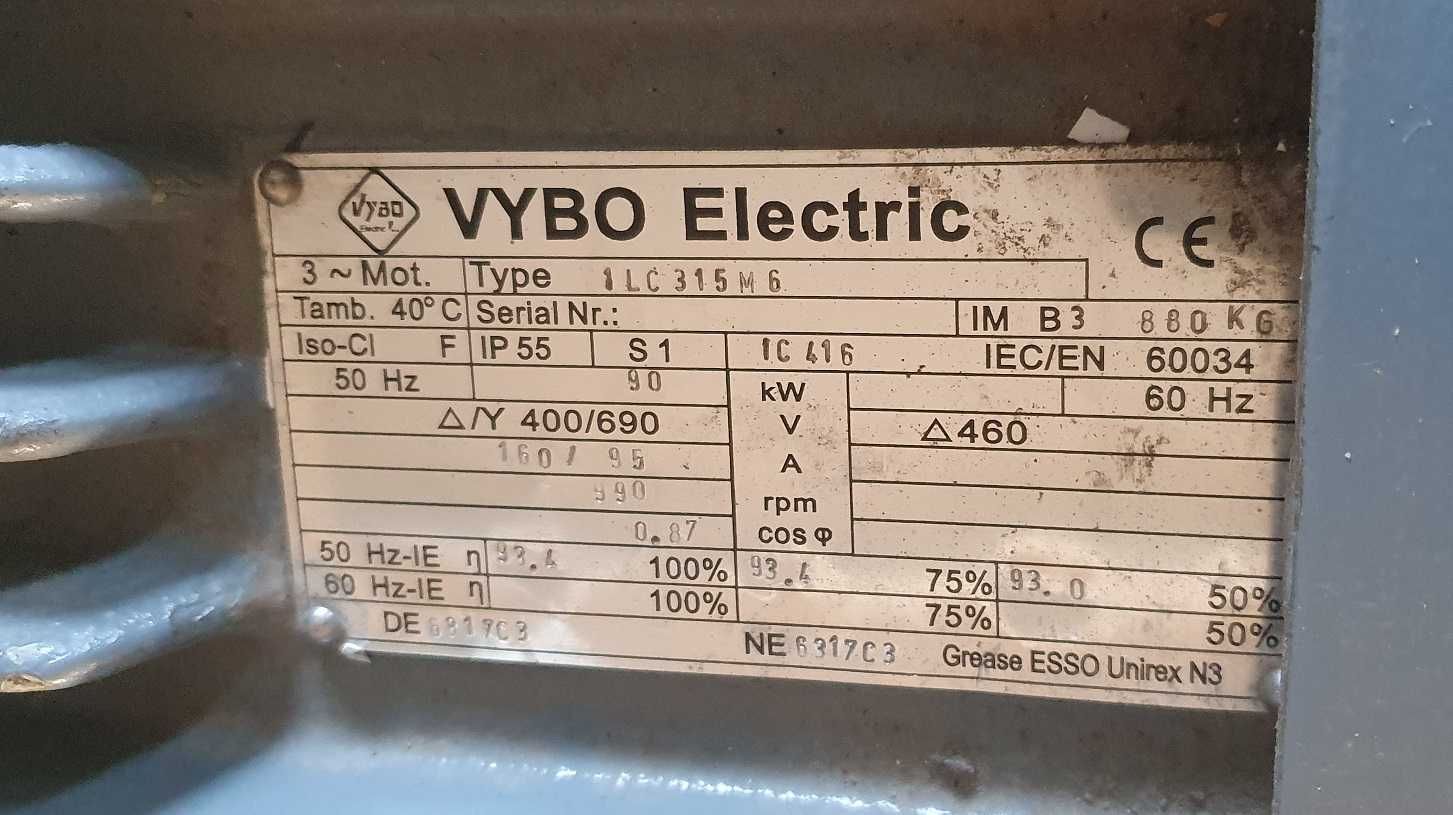 Vybo VYBO Electric CE
3 ~ Mot. Type 1LC315M6
Tamb. 40°C Serial Nr.: IM B3 880 KG
Iso-Cl F IP 55 S1 IC 416 IEC/EN 60034
50 Hz 90 kW 60 Hz
△/Y 400/690 V △460
160/ 95 A
990 rpm
0.87 cos φ
50 Hz-IE η 93.4 100% 93.4 75% 93.0 50%
60 Hz-IE η 100% 75% 50%
DE 6317C3 NE 6317C3 Grease ESSO Unirex N3